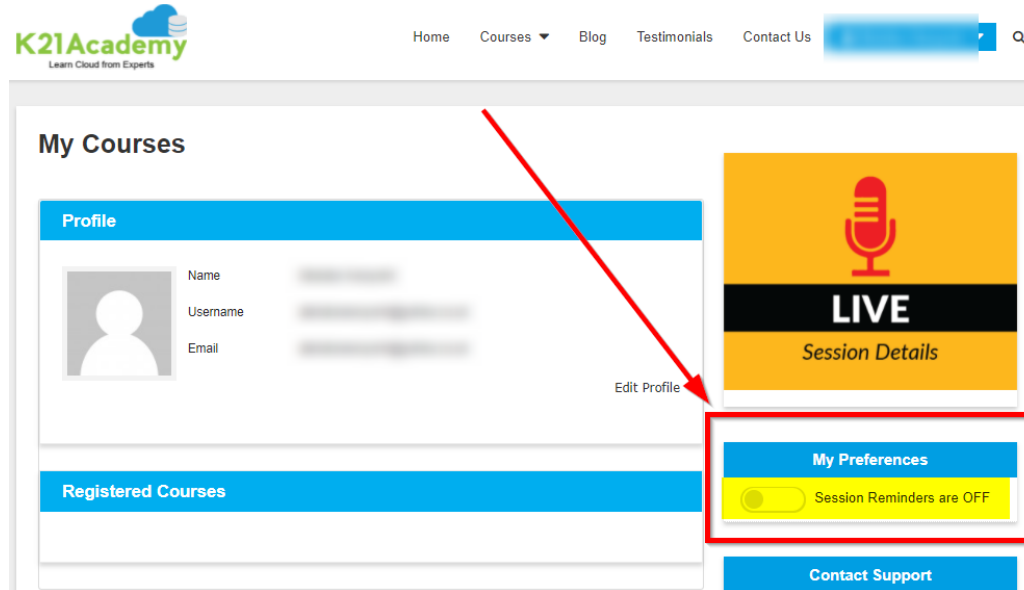 K21Academy
Learn Cloud from Experts
Home Courses Blog Testimonials Contact Us
My Courses
Profile
Name
Username
Email
Edit Profile
Registered Courses
LIVE
Session Details
My Preferences
Session Reminders are OFF
Contact Support